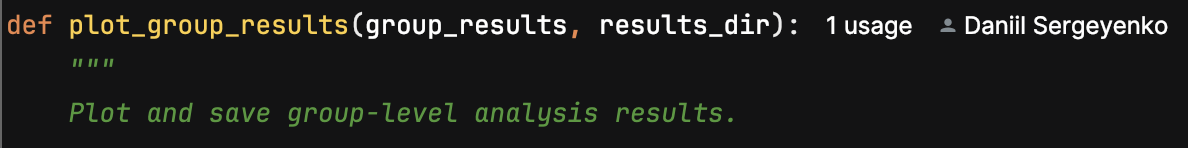 def plot_group_results(group_results, results_dir): 1 usage Daniil Sergeyenko
"""
Plot and save group-level analysis results.